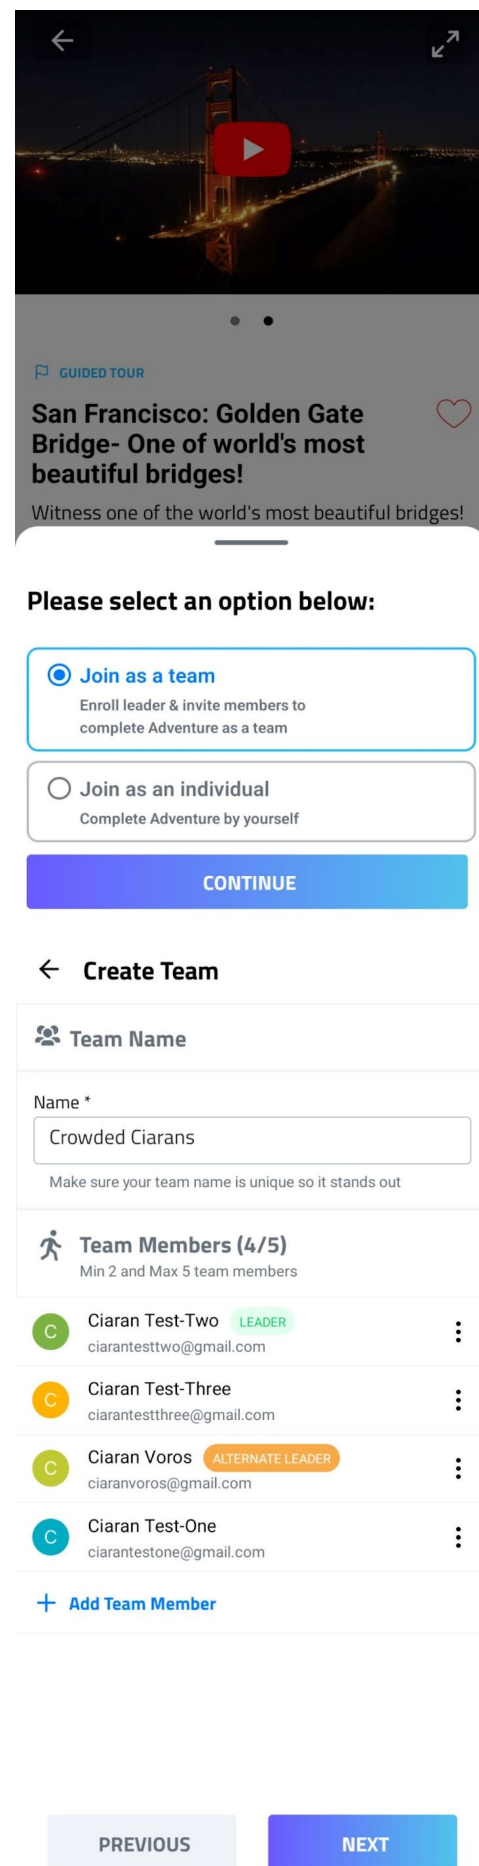 GUIDED TOUR
San Francisco: Golden Gate
Bridge- One of world's most
beautiful bridges!
Witness one of the world's most beautiful bridges!
Please select an option below:
Join as a team
Enroll leader & invite members to
complete Adventure as a team
Join as an individual
Complete Adventure by yourself
CONTINUE
Create Team
Team Name
Name *
Crowded Ciarans
Make sure your team name is unique so it stands out
Team Members (4/5)
Min 2 and Max 5 team members
C
Ciaran Test-Two LEADER
ciarantesttwo@gmail.com
C
Ciaran Test-Three
ciarantestthree@gmail.com
C
Ciaran Voros ALTERNATE LEADER
ciaranvoros@gmail.com
C
Ciaran Test-One
ciarantestone@gmail.com
+ Add Team Member
PREVIOUS NEXT